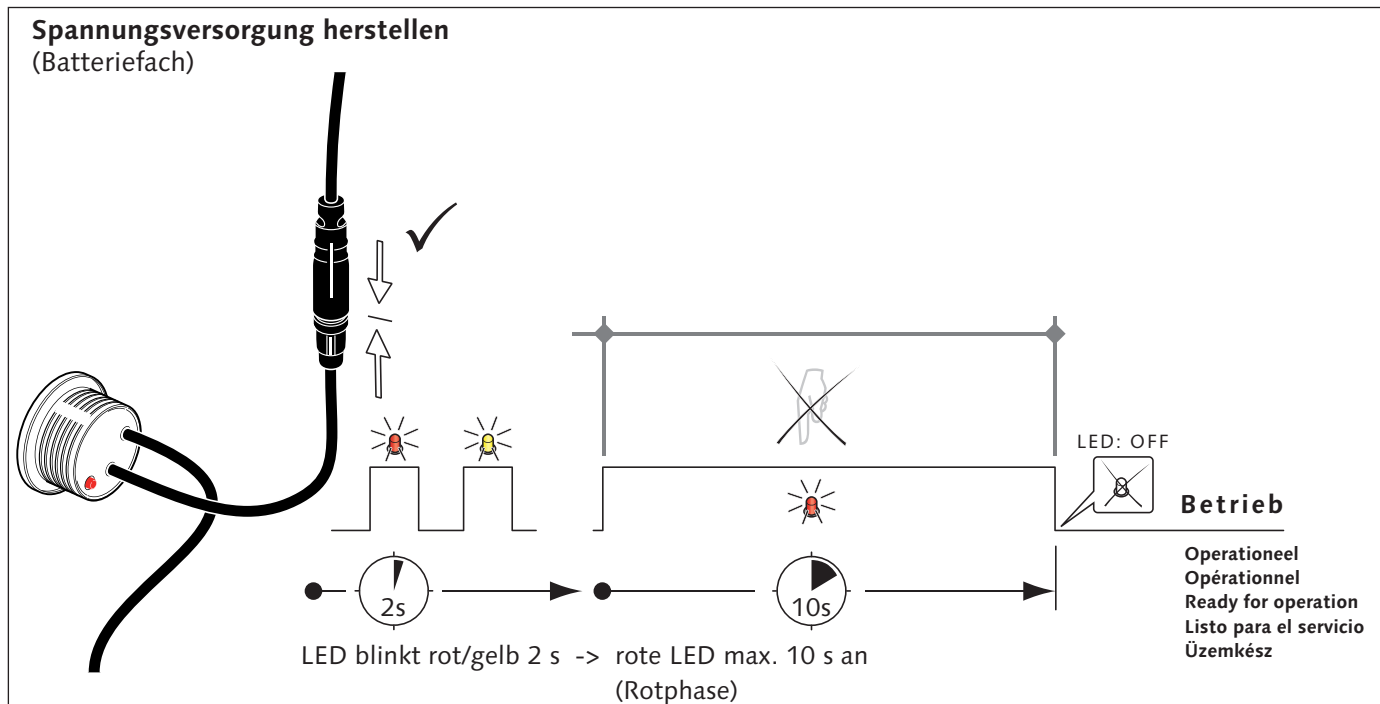 Spannungsversorgung herstellen
(Batteriefach)
LED: OFF
Betrieb
Operationeel
Opérationnel
Ready for operation
Listo para el servicio
Üzemkész
2s
10s
LED blinkt rot/gelb 2 s -> rote LED max. 10 s an
(Rotphase)